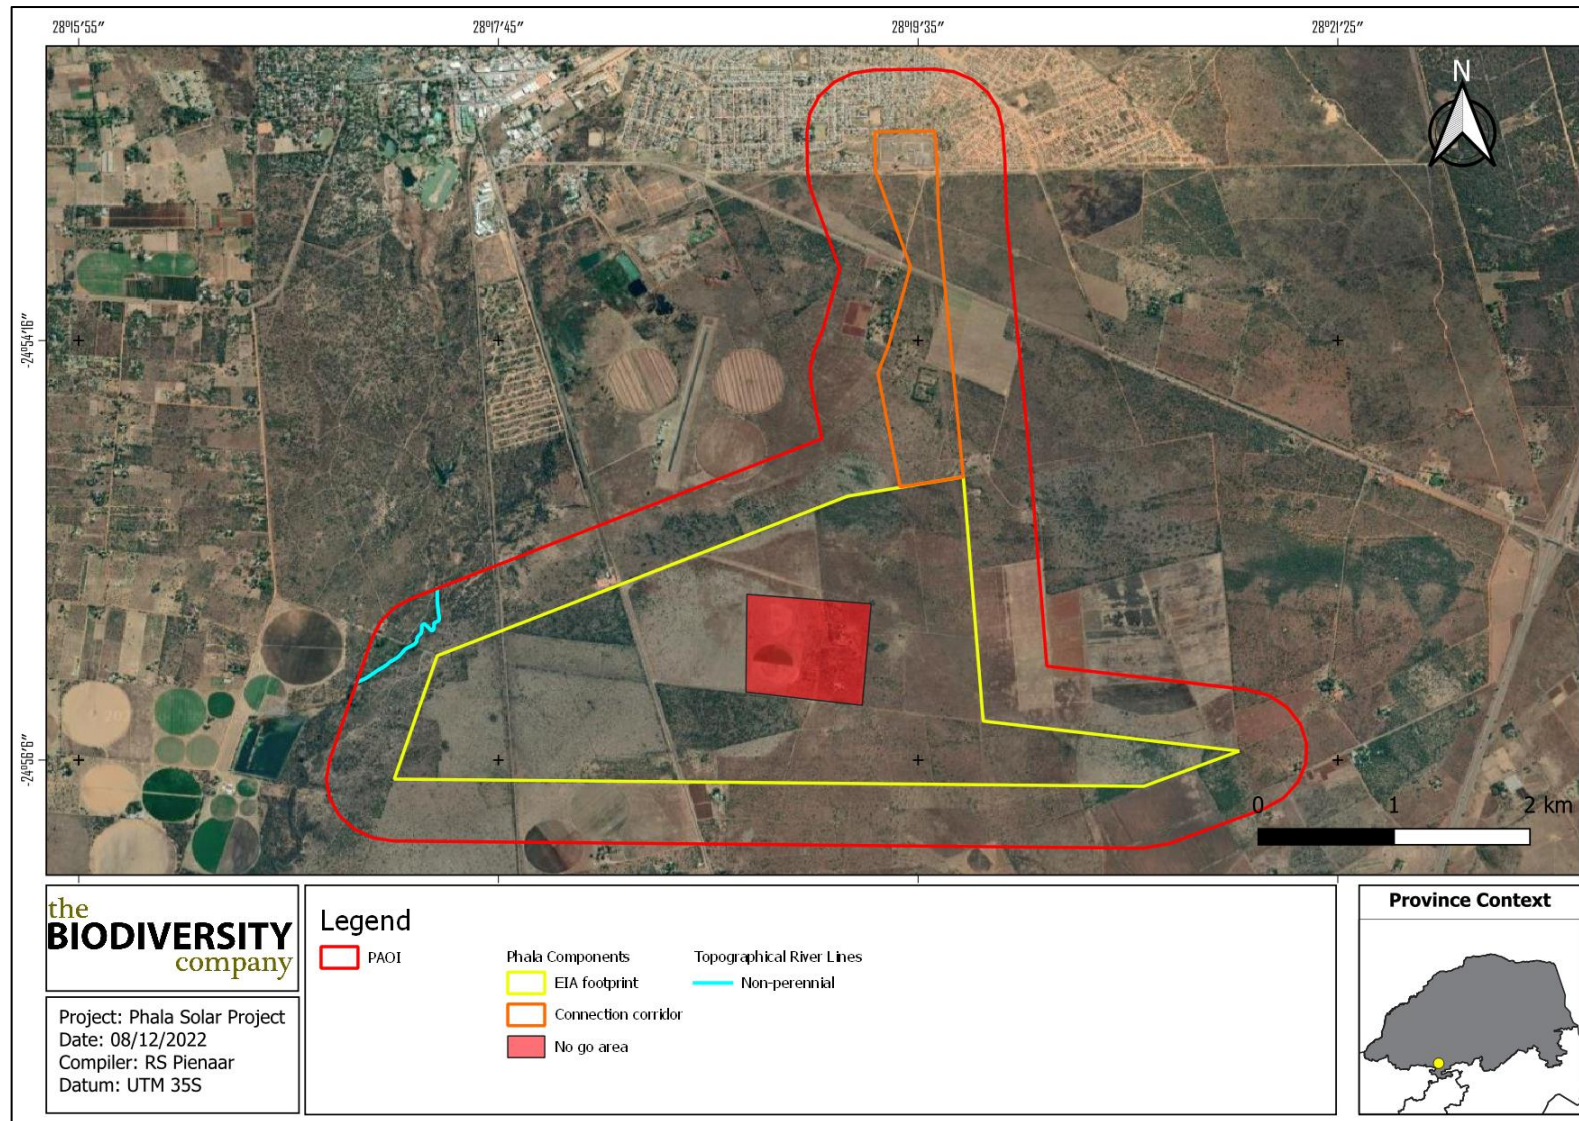 28°15'55"
28°17'45"
28°19'35"
28°21'25"
N
-24°54'16"
-24°56'6"
0 1 2 km
the
BIODIVERSITY
company
Project: Phala Solar Project
Date: 08/12/2022
Compiler: RS Pienaar
Datum: UTM 35S
Legend
PAOI
Phala Components
EIA footprint
Connection corridor
No go area
Topographical River Lines
Non-perennial
Province Context